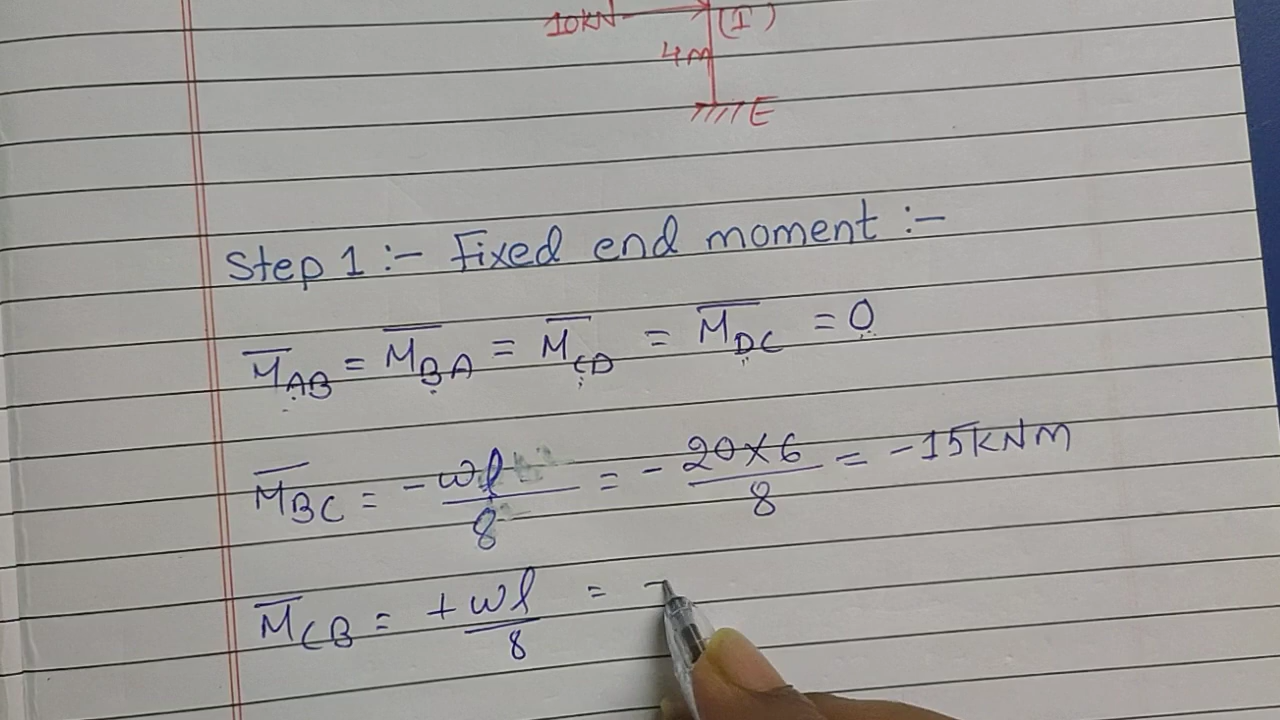 10KN (I)
4m
E
Step 1 :- Fixed end moment :-
M̅AB = M̅BA = M̅CD = M̅DC = 0
M̅BC = -wl/8 = -20×6/8 = -15KNm
M̅CB = +wl/8 =